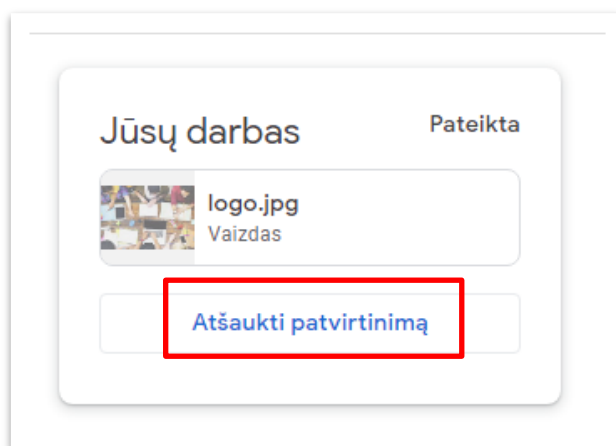 Jūsų darbas
Pateikta
logo.jpg
Vaizdas
Atšaukti patvirtinimą